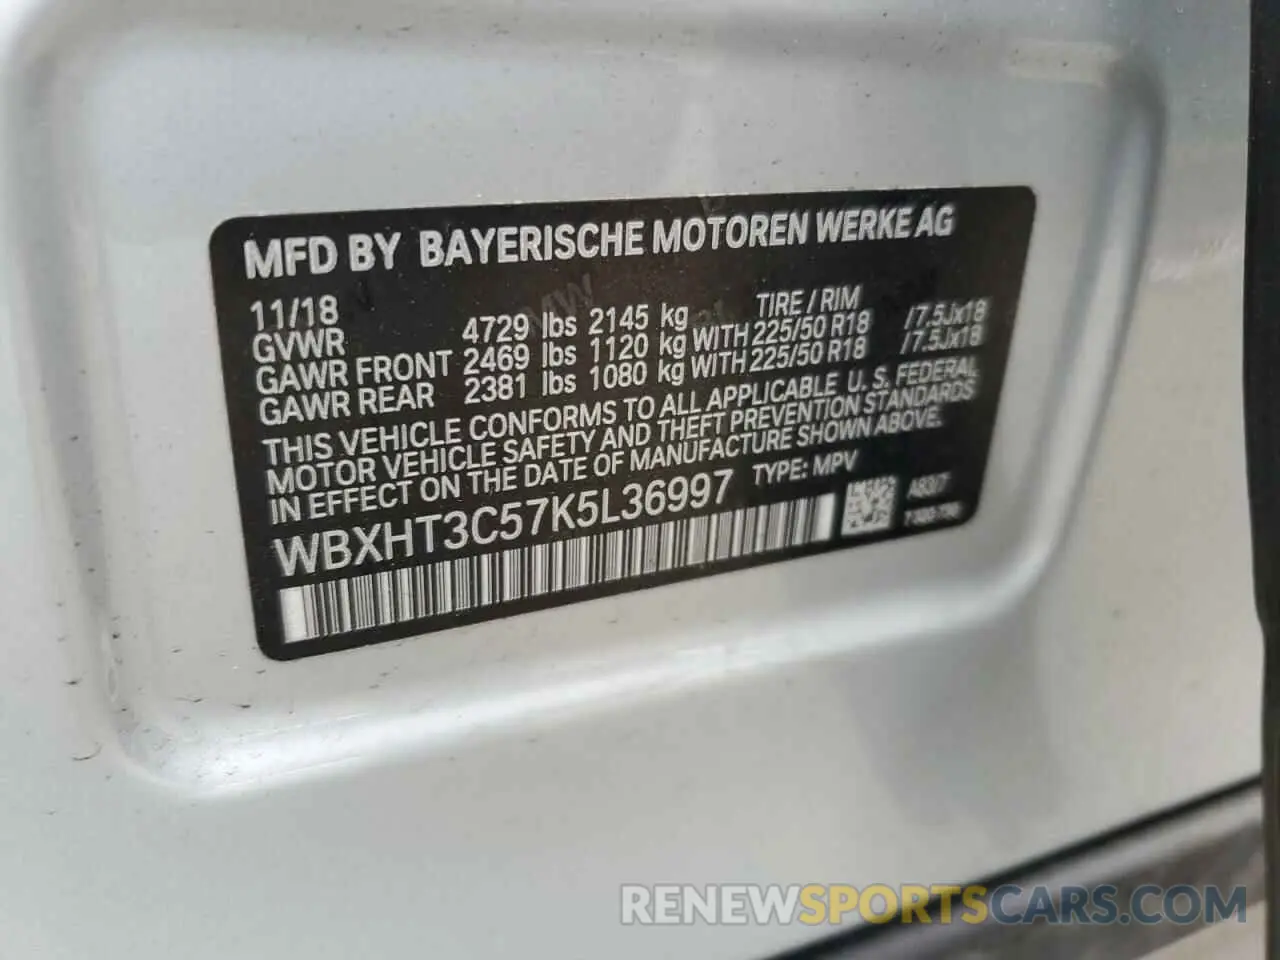 MFD BY BAYERISCHE MOTOREN WERKE AG
11/18 TIRE / RIM
GVWR 4729 lbs 2145 kg
GAWR FRONT 2469 lbs 1120 kg WITH 225/50 R18 /7.5Jx18
GAWR REAR 2381 lbs 1080 kg WITH 225/50 R18 /7.5Jx18
THIS VEHICLE CONFORMS TO ALL APPLICABLE U. S. FEDERAL
MOTOR VEHICLE SAFETY AND THEFT PREVENTION STANDARDS
IN EFFECT ON THE DATE OF MANUFACTURE SHOWN ABOVE.
WBXHT3C57K5L36997 TYPE: MPV
RENEWSPORTSCARS.COM